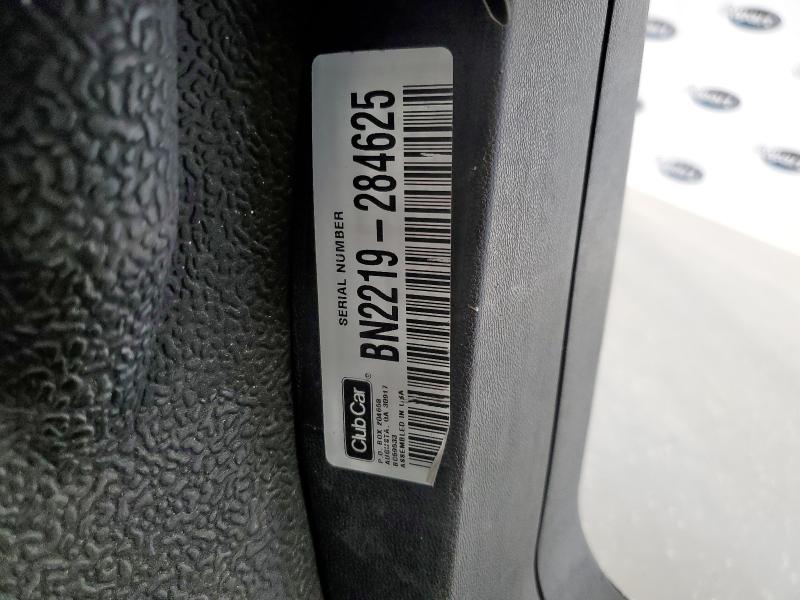 SERIAL NUMBER
BN2219-284625
Club Car ®
P.O. BOX 204658
AUGUSTA, GA 30917
ASSEMBLED IN USA